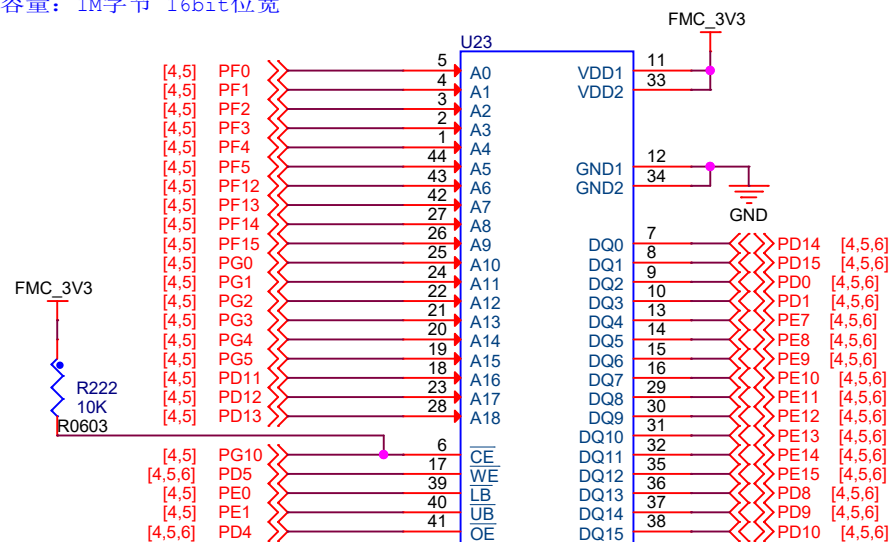 容量：1M字节 16bit位宽
FMC_3V3
U23
[4,5] PF0 5 A0 VDD1 11
[4,5] PF1 4 A1 VDD2 33
[4,5] PF2 3 A2
[4,5] PF3 2 A3
[4,5] PF4 1 A4
[4,5] PF5 44 A5 GND1 12
[4,5] PF12 43 A6 GND2 34
[4,5] PF13 42 A7 GND
[4,5] PF14 27 A8
[4,5] PF15 26 A9 DQ0 7 PD14 [4,5,6]
[4,5] PG0 25 A10 DQ1 8 PD15 [4,5,6]
[4,5] PG1 24 A11 DQ2 9 PD0 [4,5,6]
[4,5] PG2 22 A12 DQ3 10 PD1 [4,5,6]
[4,5] PG3 21 A13 DQ4 13 PE7 [4,5,6]
[4,5] PG4 20 A14 DQ5 14 PE8 [4,5,6]
[4,5] PG5 19 A15 DQ6 15 PE9 [4,5,6]
[4,5] PD11 18 A16 DQ7 16 PE10 [4,5,6]
[4,5] PD12 23 A17 DQ8 29 PE11 [4,5,6]
[4,5] PD13 28 A18 DQ9 30 PE12 [4,5,6]
DQ10 31 PE13 [4,5,6]
[4,5] PG10 6 CE DQ11 32 PE14 [4,5,6]
[4,5,6] PD5 17 WE DQ12 35 PE15 [4,5,6]
[4,5] PE0 39 LB DQ13 36 PD8 [4,5,6]
[4,5] PE1 40 UB DQ14 37 PD9 [4,5,6]
[4,5,6] PD4 41 OE DQ15 38 PD10 [4,5,6]
FMC_3V3
R222
10K
R0603